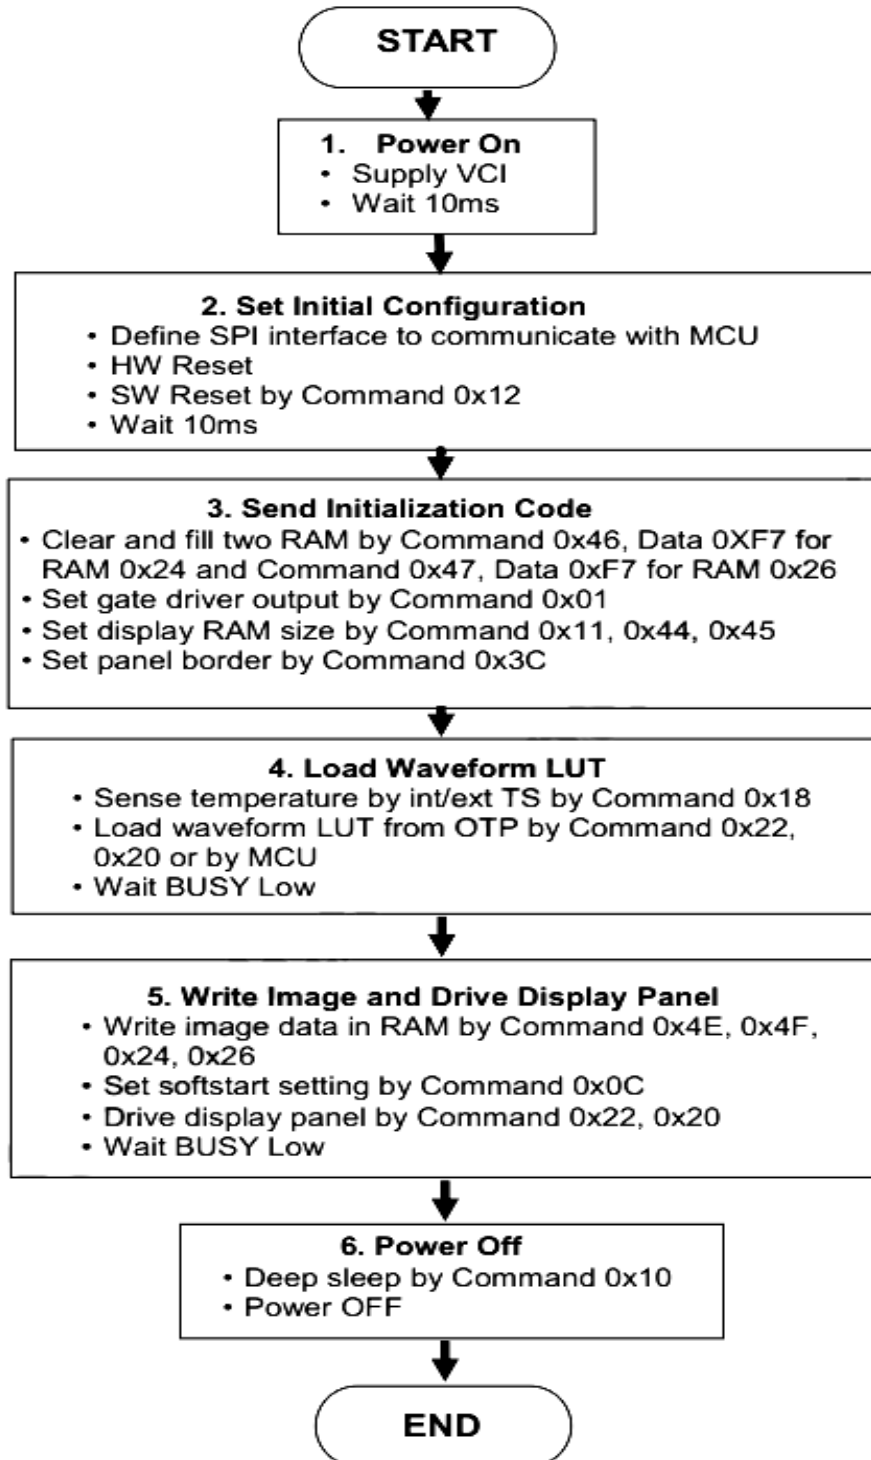 START
1. Power On
• Supply VCI
• Wait 10ms
2. Set Initial Configuration
• Define SPI interface to communicate with MCU
• HW Reset
• SW Reset by Command 0x12
• Wait 10ms
3. Send Initialization Code
• Clear and fill two RAM by Command 0x46, Data 0XF7 for
RAM 0x24 and Command 0x47, Data 0xF7 for RAM 0x26
• Set gate driver output by Command 0x01
• Set display RAM size by Command 0x11, 0x44, 0x45
• Set panel border by Command 0x3C
4. Load Waveform LUT
• Sense temperature by int/ext TS by Command 0x18
• Load waveform LUT from OTP by Command 0x22,
0x20 or by MCU
• Wait BUSY Low
5. Write Image and Drive Display Panel
• Write image data in RAM by Command 0x4E, 0x4F,
0x24, 0x26
• Set softstart setting by Command 0x0C
• Drive display panel by Command 0x22, 0x20
• Wait BUSY Low
6. Power Off
• Deep sleep by Command 0x10
• Power OFF
END